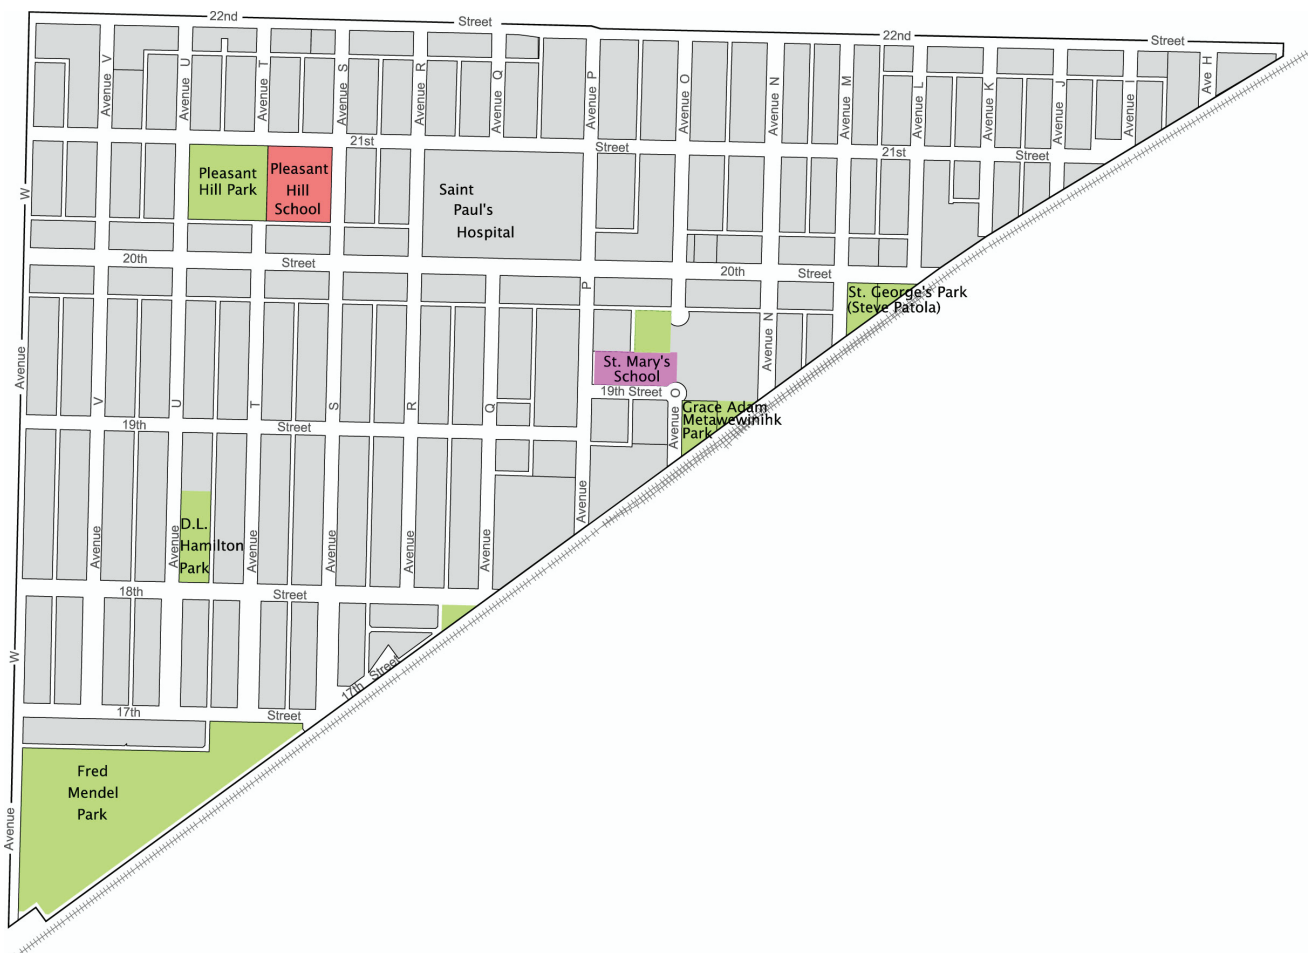 22nd Street 22nd Street
Avenue V
Avenue U
Avenue T
Avenue S
Avenue R
Avenue Q
Avenue P
Avenue O
Avenue N
Avenue M
Avenue L
Avenue K
Avenue J
Avenue I
Ave H
21st Street 21st Street
Pleasant
Hill Park
Pleasant
Hill
School
Saint
Paul's
Hospital
W
20th Street 20th Street
P
St. George's Park
(Steve Patola)
Avenue N
St. Mary's
School
19th Street
Avenue O
Grace Adam
Metawewinihk
Park
Avenue
V
U
T
S
R
Q
19th Street
D.L.
Hamilton
Park
Avenue
Avenue
Avenue
Avenue
Avenue
Avenue
Avenue
18th Street
W
17th Street
17th Street
Fred
Mendel
Park
Avenue